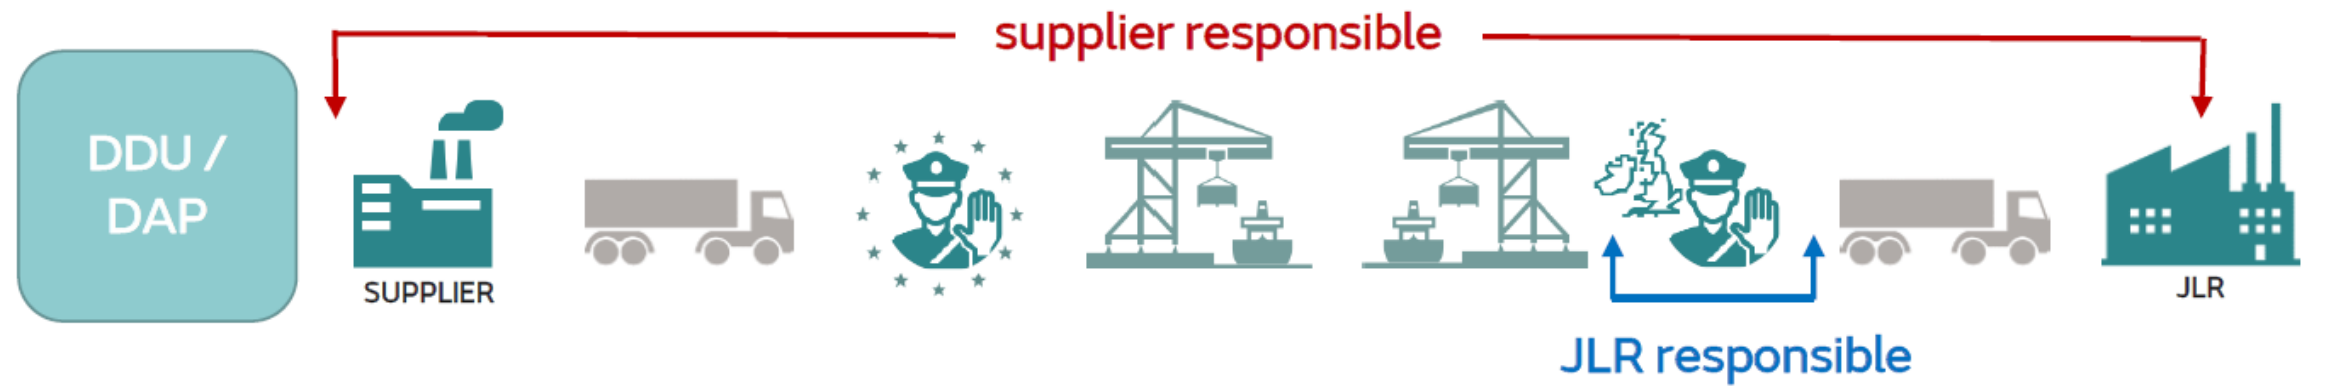 supplier responsible
DDU /
DAP
SUPPLIER
JLR
JLR responsible